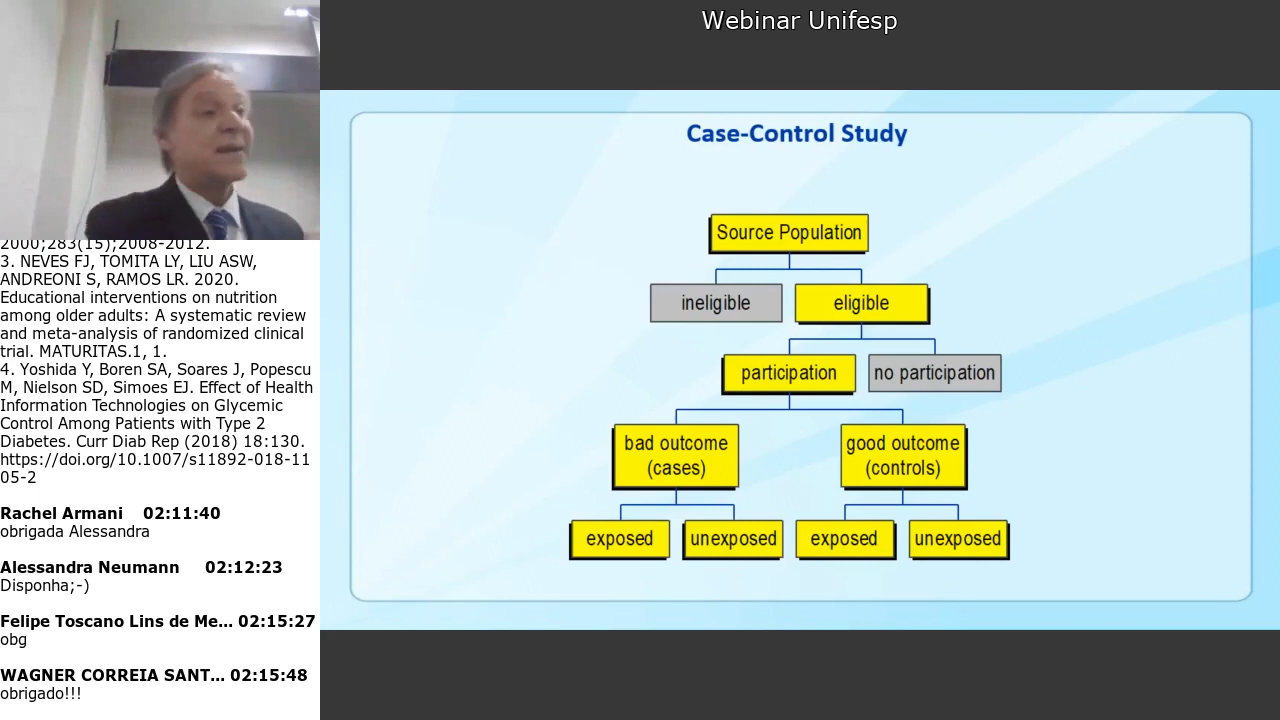 Webinar Unifesp
2000;283(15);2008-2012.
3. NEVES FJ, TOMITA LY, LIU ASW,
ANDREONI S, RAMOS LR. 2020.
Educational interventions on nutrition
among older adults: A systematic review
and meta-analysis of randomized clinical
trial. MATURITAS.1, 1.
4. Yoshida Y, Boren SA, Soares J, Popescu
M, Nielson SD, Simoes EJ. Effect of Health
Information Technologies on Glycemic
Control Among Patients with Type 2
Diabetes. Curr Diab Rep (2018) 18:130.
https://doi.org/10.1007/s11892-018-11
05-2
Rachel Armani 02:11:40
obrigada Alessandra
Alessandra Neumann 02:12:23
Disponha;-)
Felipe Toscano Lins de Me... 02:15:27
obg
WAGNER CORREIA SANT... 02:15:48
obrigado!!!
Case-Control Study
Source Population
ineligible
eligible
participation
no participation
bad outcome
(cases)
good outcome
(controls)
exposed
unexposed
exposed
unexposed